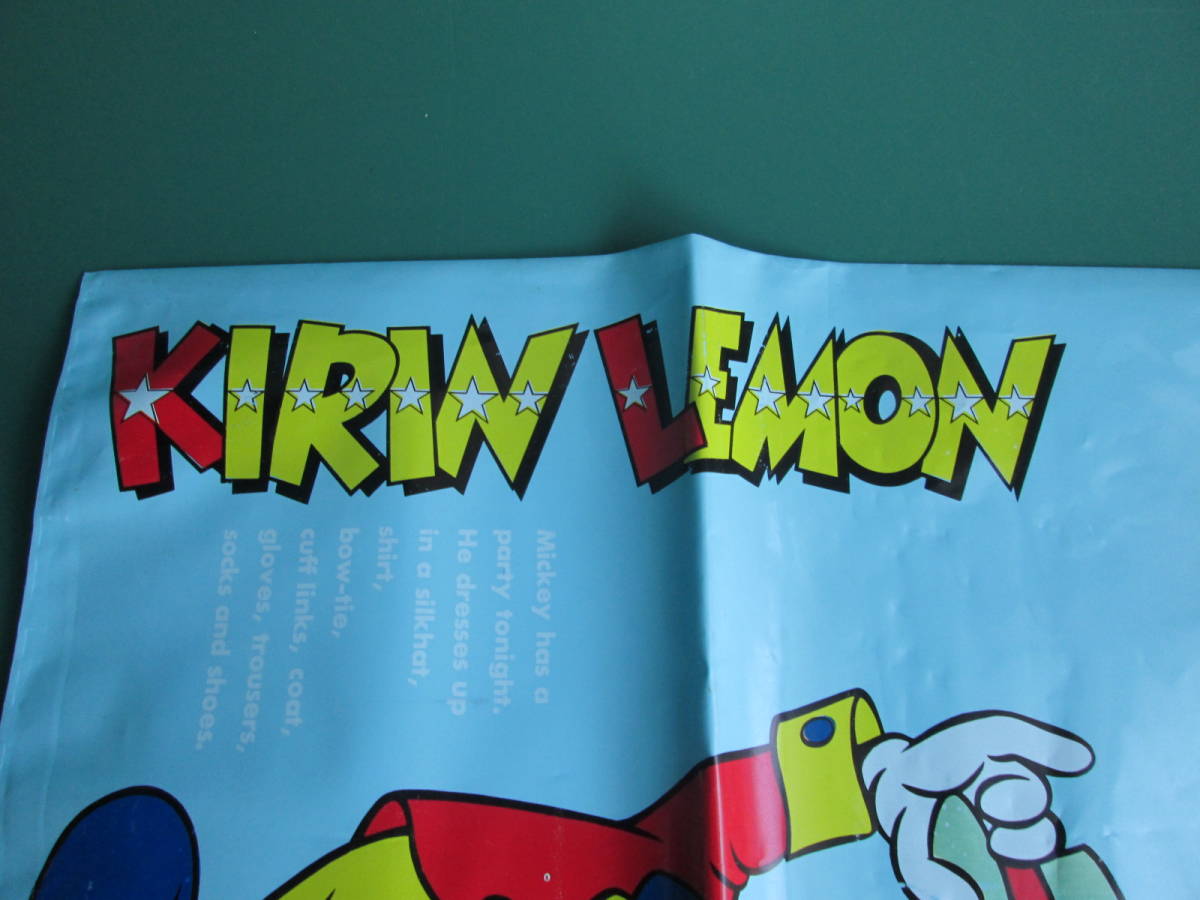 KIRIN LEMON
Mickey has a
party tonight.
He dresses up
in a silkhat,
shirt,
bow-tie,
cuff links, coat,
gloves, trousers,
socks and shoes.